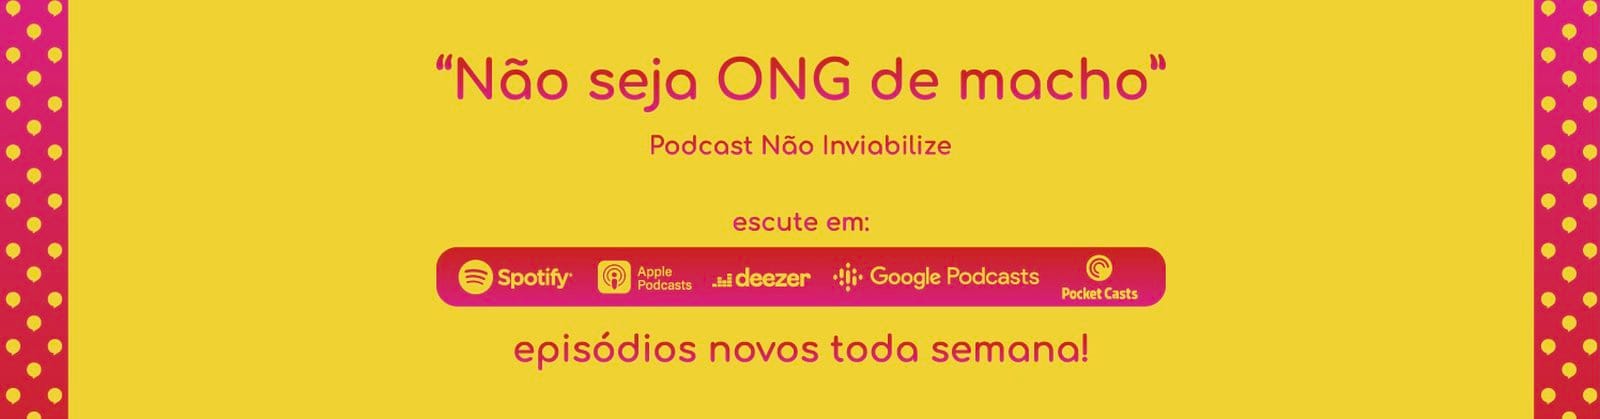 “Não seja ONG de macho”
Podcast Não Inviabilize
escute em:
Spotify Apple Podcasts deezer Google Podcasts Pocket Casts
episódios novos toda semana!